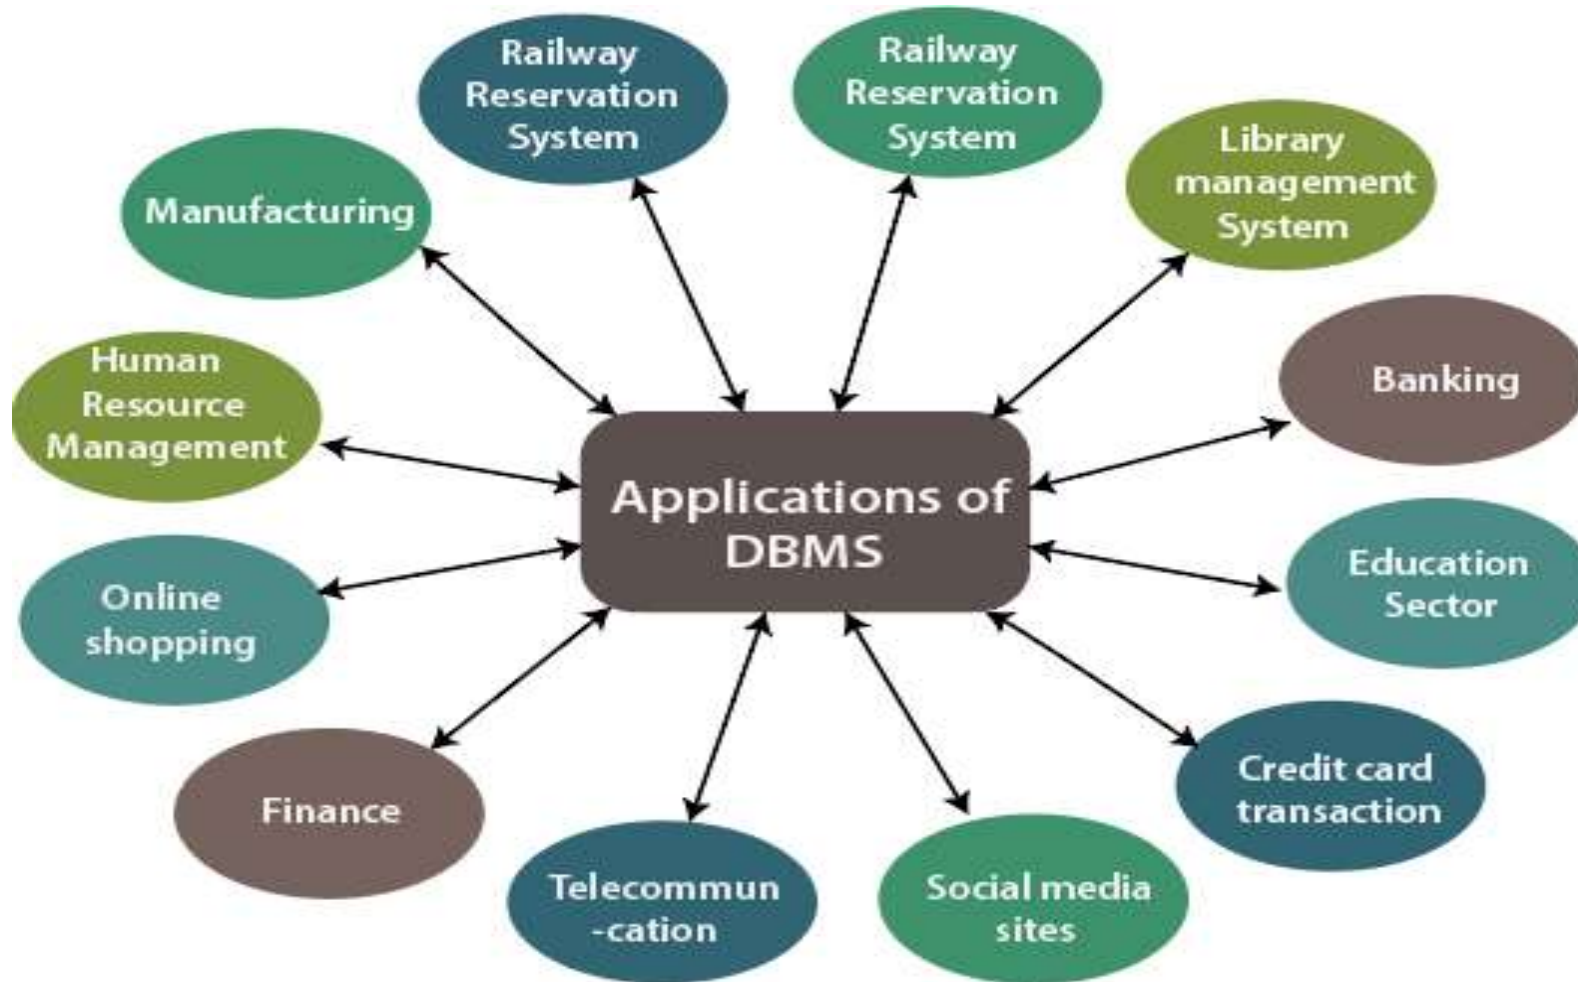 Railway
Reservation
System
Railway
Reservation
System
Library
management
System
Manufacturing
Banking
Human
Resource
Management
Applications of
DBMS
Education
Sector
Online
shopping
Credit card
transaction
Finance
Telecommun
-cation
Social media
sites